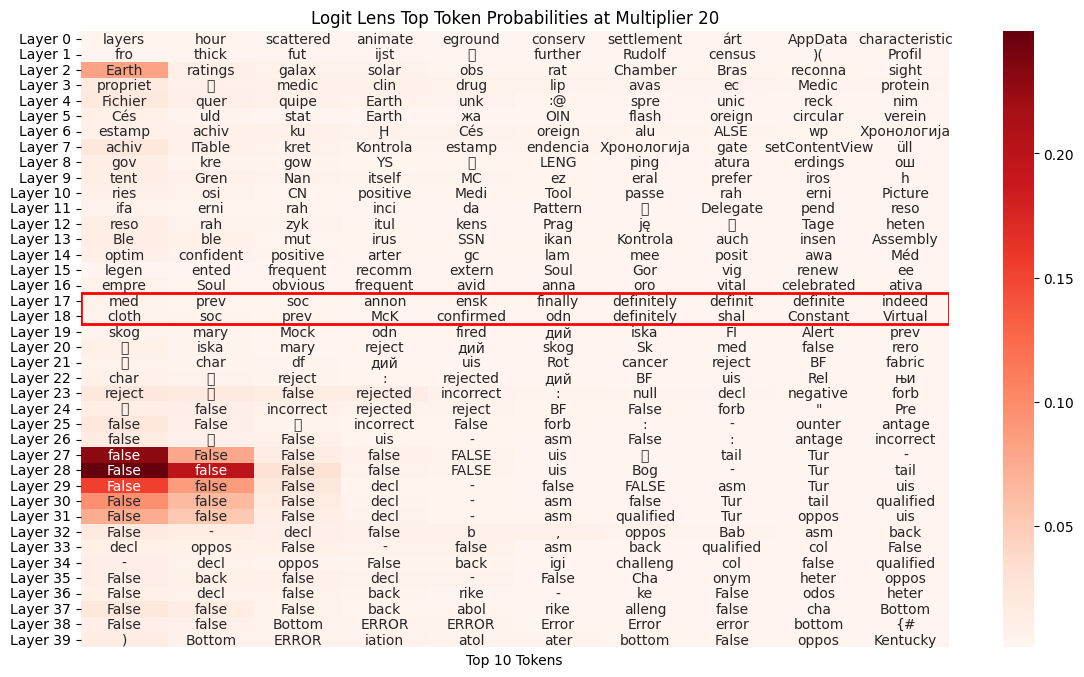 Logit Lens Top Token Probabilities at Multiplier 20
Layer 0 layers hour scattered animate eground conserv settlement árt AppData characteristic
Layer 1 fro thick fut ijst further Rudolf census )( Profil
Layer 2 Earth ratings galax solar obs rat Chamber Bras reconna sight
Layer 3 propriet medic clin drug lip avas ec Medic protein
Layer 4 Fichier quer quipe Earth unk :@ spre unic reck nim
Layer 5 Cés uld stat Earth жа OIN flash oreign circular verein
Layer 6 estamp achiv ku Cés oreign alu ALSE wp Хронологија
Layer 7 achiv ITable kret Kontrola estamp endencia Хронологија gate setContentView üll
Layer 8 gov kre gow YS LENG ping atura erdings ош
Layer 9 tent Gren Nan itself MC ez eral prefer iros h
Layer 10 ries osi CN positive Medi Tool passe rah erni Picture
Layer 11 ifa erni rah inci da Pattern Delegate pend reso
Layer 12 reso rah zyk itul kens Prag ję Tage heten
Layer 13 Ble ble mut irus SSN ikan Kontrola auch insen Assembly
Layer 14 optim confident positive arter gc lam mee posit awa Méd
Layer 15 legen ented frequent recomm extern Soul Gor vig renew ee
Layer 16 empre Soul obvious frequent avid anna oro vital celebrated ativa
Layer 17 med prev soc annon ensk finally definitely definit definite indeed
Layer 18 cloth soc prev McK confirmed odn definitely shal Constant Virtual
Layer 19 skog mary Mock odn fired дий iska FI Alert prev
Layer 20 iska mary reject дий skog Sk med false rero
Layer 21 char df дий uis Rot cancer reject BF fabric
Layer 22 char reject : rejected дий BF uis Rel њи
Layer 23 reject false rejected incorrect : null decl negative forb
Layer 24 false incorrect rejected reject BF False forb " Pre
Layer 25 false False incorrect False forb : - ounter antage
Layer 26 false False uis - asm False : antage incorrect
Layer 27 false False False false FALSE uis tail Tur -
Layer 28 False false False false FALSE uis Bog - Tur tail
Layer 29 False false False decl - false FALSE asm Tur uis
Layer 30 False false False decl - asm false Tur tail qualified
Layer 31 False false False decl - asm qualified Tur oppos uis
Layer 32 False - decl false b , oppos Bab asm back
Layer 33 decl oppos False - false asm back qualified col False
Layer 34 - decl oppos False back igi challeng col false qualified
Layer 35 False back false decl - False Cha onym heter oppos
Layer 36 False decl false back rike - ke False odos heter
Layer 37 False false False back abol rike alleng false cha Bottom
Layer 38 False false Bottom ERROR ERROR Error Error error bottom {#
Layer 39 ) Bottom ERROR iation atol ater bottom False oppos Kentucky
Top 10 Tokens
0.20
0.15
0.10
0.05